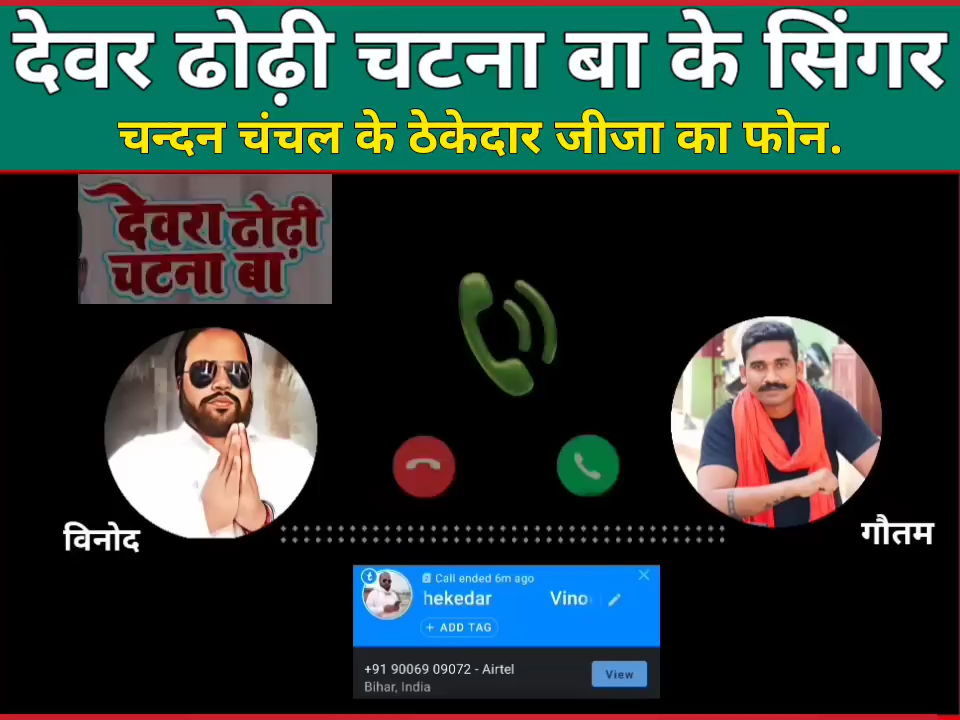 देवर ढोढ़ी चटना बा के सिंगर
चन्दन चंचल के ठेकेदार जीजा का फोन.
देवरा ढोढ़ी
चटना बा
विनोद
गौतम
Call ended 6m ago
hekedar Vino
+ ADD TAG
+91 90069 09072 - Airtel
View
Bihar, India